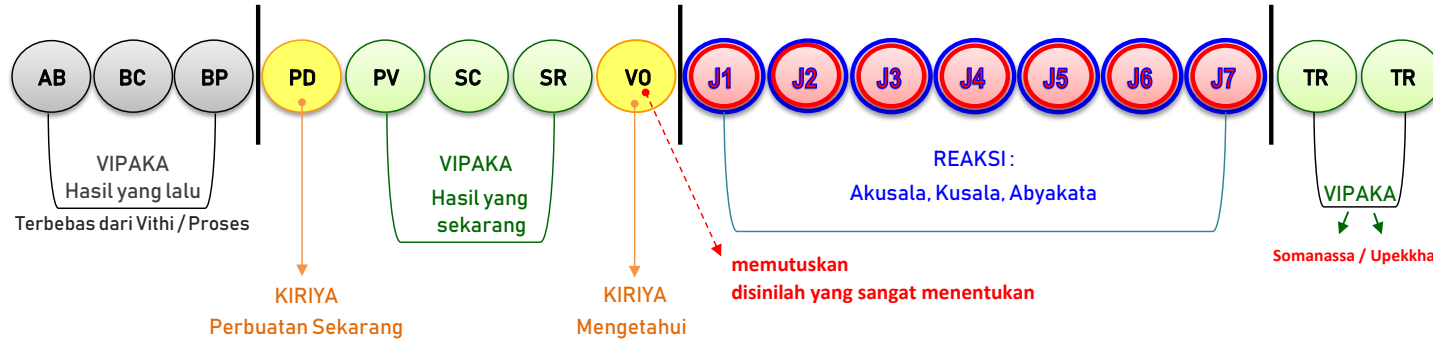 AB BC BP PD PV SC SR VO J1 J2 J3 J4 J5 J6 J7 TR TR
VIPAKA
Hasil yang lalu
Terbebas dari Vithi / Proses
KIRIYA
Perbuatan Sekarang
VIPAKA
Hasil yang
sekarang
KIRIYA
Mengetahui
memutuskan
disinilah yang sangat menentukan
REAKSI :
Akusala, Kusala, Abyakata
VIPAKA
Somanassa / Upekkha